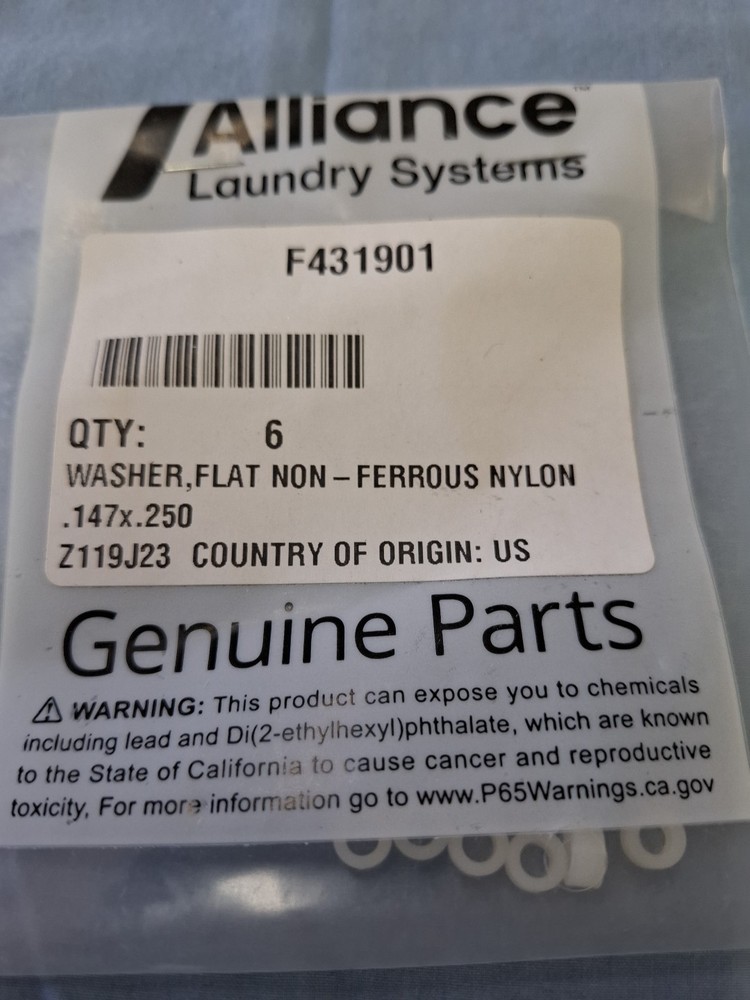 Alliance™
Laundry Systems
F431901
QTY: 6
WASHER,FLAT NON-FERROUS NYLON
.147x.250
Z119J23 COUNTRY OF ORIGIN: US
Genuine Parts
⚠ WARNING: This product can expose you to chemicals
including lead and Di(2-ethylhexyl)phthalate, which are known
to the State of California to cause cancer and reproductive
toxicity, For more information go to www.P65Warnings.ca.gov